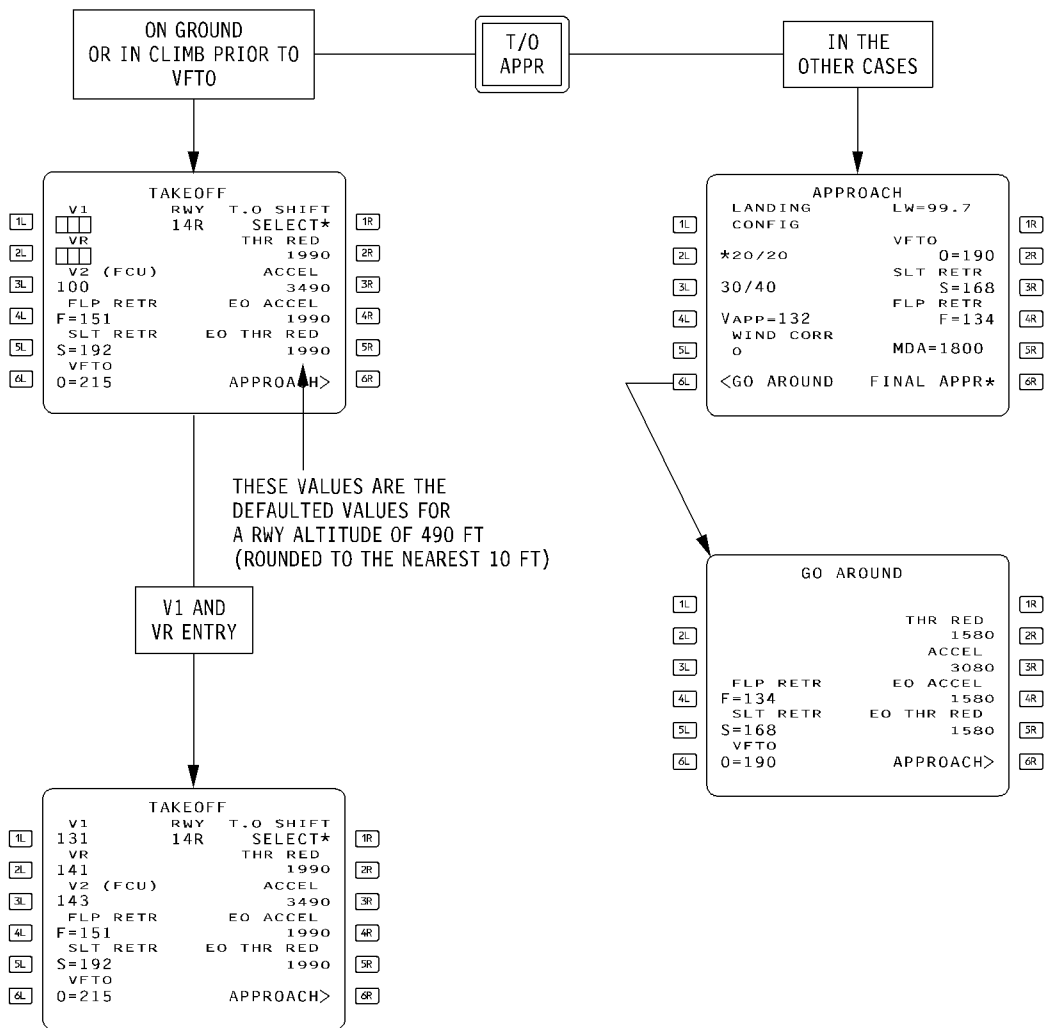 ON GROUND
OR IN CLIMB PRIOR TO
VFTO
T/O
APPR
IN THE
OTHER CASES
TAKEOFF
V1 RWY T.O SHIFT
1L 14R SELECT* 1R
VR THR RED
2L 1990 2R
V2 (FCU) ACCEL
3L 100 3490 3R
FLP RETR EO ACCEL
4L F=151 1990 4R
SLT RETR EO THR RED
5L S=192 1990 5R
VFTO
6L O=215 APPROACH> 6R
THESE VALUES ARE THE
DEFAULTED VALUES FOR
A RWY ALTITUDE OF 490 FT
(ROUNDED TO THE NEAREST 10 FT)
V1 AND
VR ENTRY
TAKEOFF
V1 RWY T.O SHIFT
1L 131 14R SELECT* 1R
VR THR RED
2L 141 1990 2R
V2 (FCU) ACCEL
3L 143 3490 3R
FLP RETR EO ACCEL
4L F=151 1990 4R
SLT RETR EO THR RED
5L S=192 1990 5R
VFTO
6L O=215 APPROACH> 6R
APPROACH
LANDING LW=99.7
1L CONFIG 1R
VFTO
2L *20/20 O=190 2R
SLT RETR
3L 30/40 S=168 3R
FLP RETR
4L VAPP=132 F=134 4R
WIND CORR
5L O MDA=1800 5R
6L <GO AROUND FINAL APPR* 6R
GO AROUND
1L 1R
THR RED
2L 1580 2R
ACCEL
3L 3080 3R
FLP RETR EO ACCEL
4L F=134 1580 4R
SLT RETR EO THR RED
5L S=168 1580 5R
VFTO
6L O=190 APPROACH> 6R